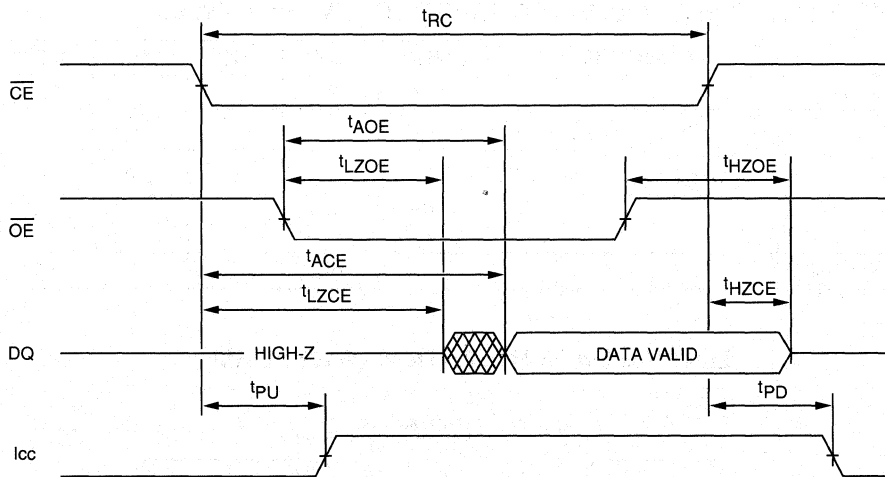 tRC
CE
tAOE
tLZOE
tHZOE
OE
tACE
tHZCE
tLZCE
DQ
HIGH-Z
DATA VALID
tPU
tPD
Icc